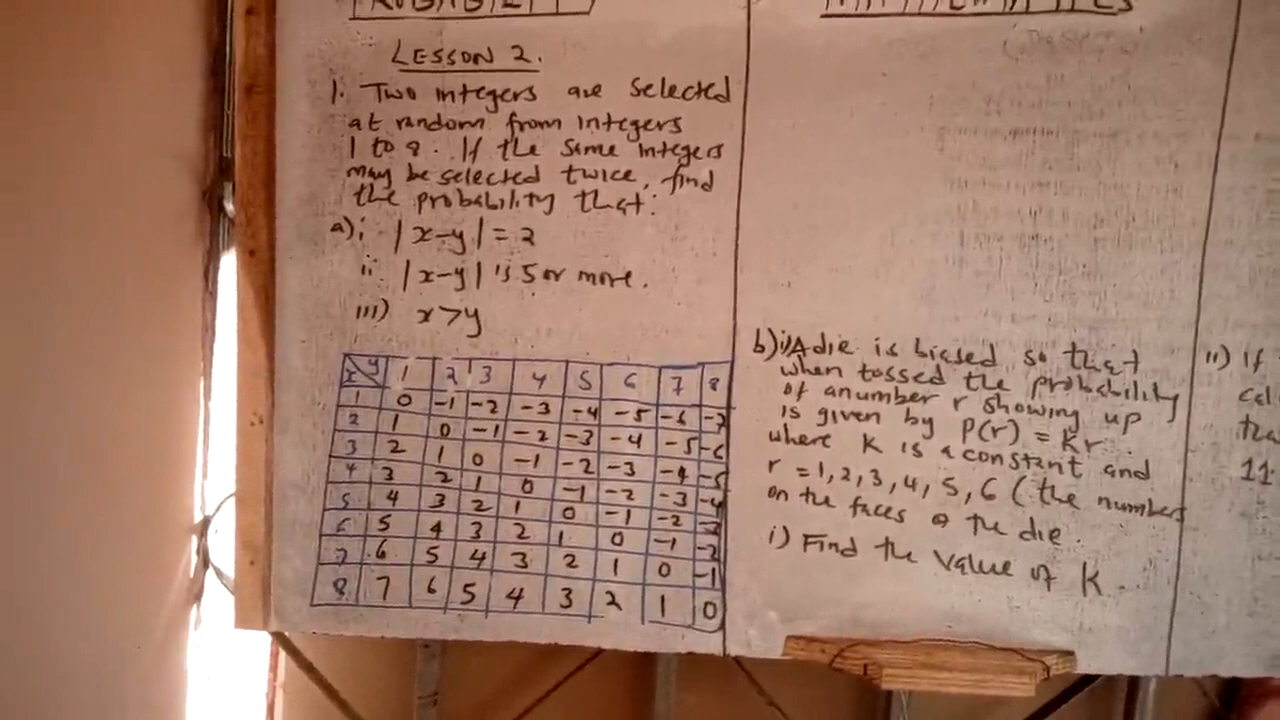 PROBABILITY
MATHEMATICS
LESSON 2.
1. Two integers are selected
at random from integers
1 to 8. If the same integers
may be selected twice, find
the probability that:
a) i |x-y| = 2
ii |x-y| is 5 or more.
iii) x>y
x y 1 2 3 4 5 6 7 8
1 0 -1 -2 -3 -4 -5 -6 -7
2 1 0 -1 -2 -3 -4 -5 -6
3 2 1 0 -1 -2 -3 -4 -5
4 3 2 1 0 -1 -2 -3 -4
5 4 3 2 1 0 -1 -2 -3
6 5 4 3 2 1 0 -1 -2
7 6 5 4 3 2 1 0 -1
8 7 6 5 4 3 2 1 0
b) i) A die is biased so that
when tossed the probability
of a number r showing up
is given by P(r) = Kr
where K is a constant and
r = 1, 2, 3, 4, 5, 6 (the numbers
on the faces of the die.
i) Find the value of K.
ii) If
11